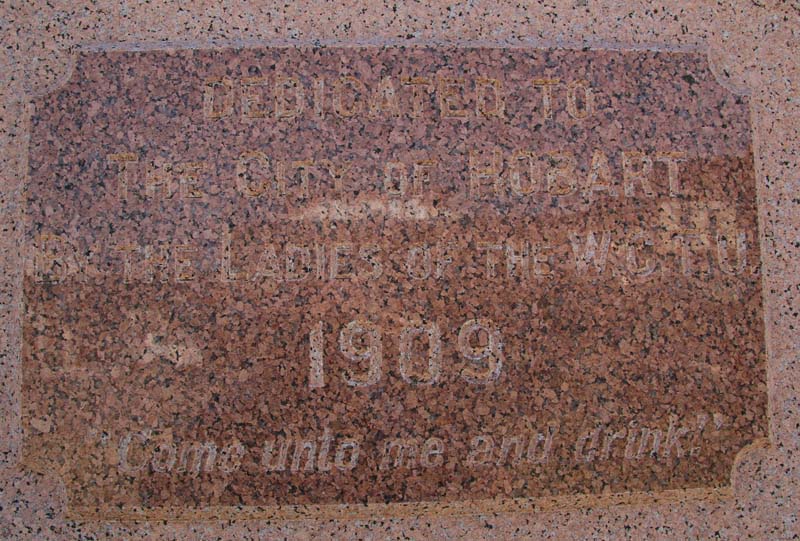 DEDICATED TO
THE CITY OF HOBART
BY THE LADIES OF THE W.C.T.U.
1909
"Come unto me and drink."